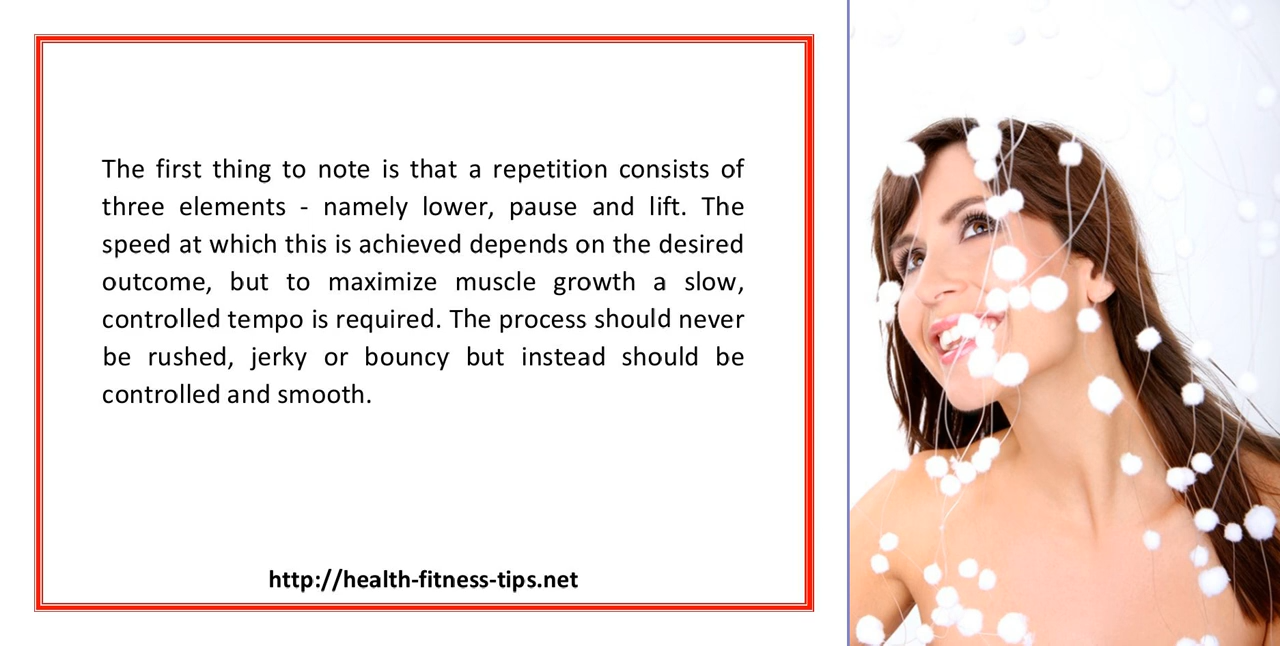 The first thing to note is that a repetition consists of
three elements - namely lower, pause and lift. The
speed at which this is achieved depends on the desired
outcome, but to maximize muscle growth a slow,
controlled tempo is required. The process should never
be rushed, jerky or bouncy but instead should be
controlled and smooth.
http://health-fitness-tips.net